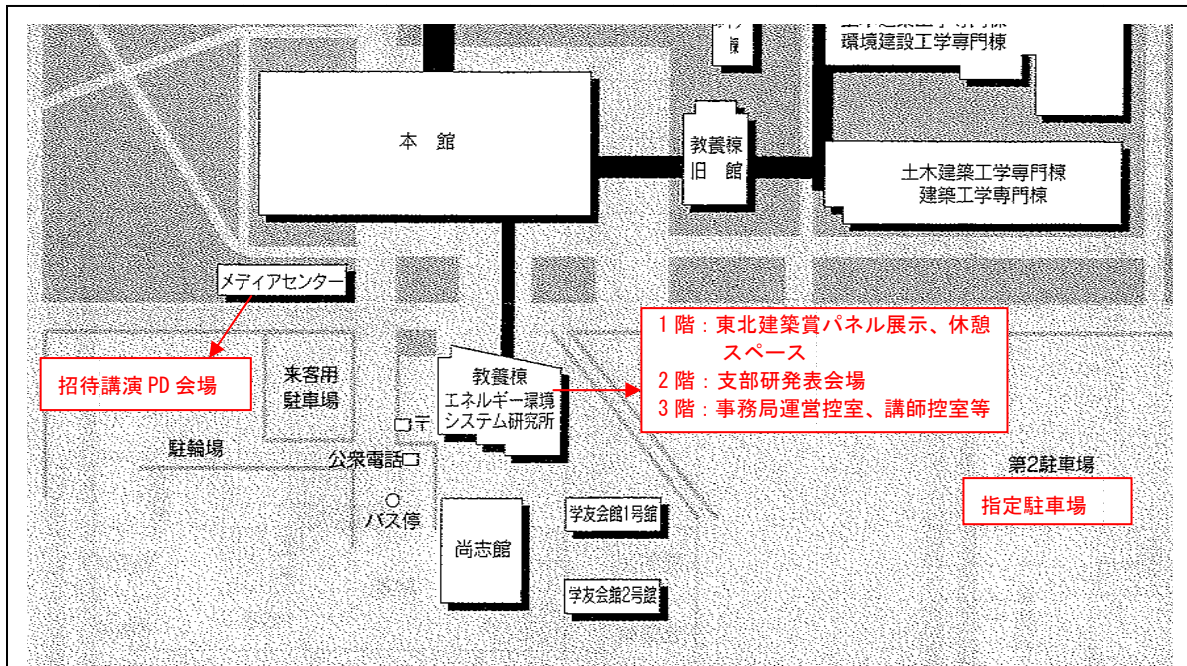 棟
環境建設工学専門棟
本 館
教養棟
旧 館
土木建築工学専門棟
建築工学専門棟
メディアセンター
招待講演 PD 会場
1 階：東北建築賞パネル展示、休憩
スペース
2 階：支部研発表会場
3 階：事務局運営控室、講師控室等
来客用
駐車場
教養棟
エネルギー環境
システム研究所
〒
駐輪場
公衆電話
バス停
第2駐車場
指定駐車場
尚志館
学友会館1号館
学友会館2号館